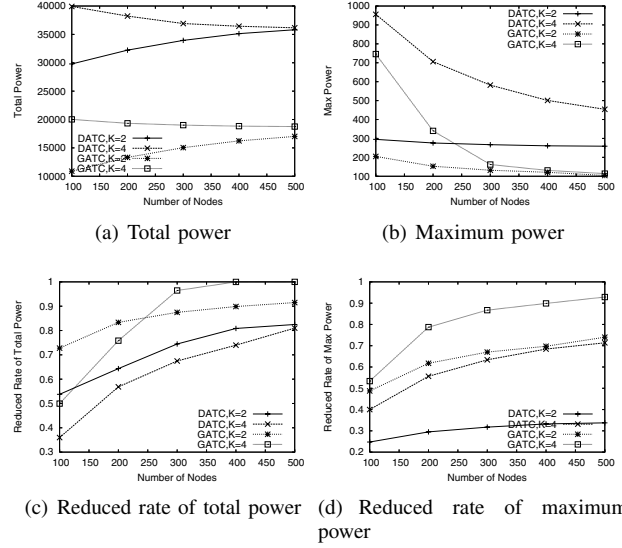 40000
35000
30000
25000
20000
15000
10000
Total Power
DATC,K=2
DATC,K=4
GATC,K=2
GATC,K=4
100 150 200 250 300 350 400 450 500
Number of Nodes
(a) Total power
1000
900
800
700
600
500
400
300
200
100
Max Power
DATC,K=2
DATC,K=4
GATC,K=2
GATC,K=4
100 150 200 250 300 350 400 450 500
Number of Nodes
(b) Maximum power
1
0.9
0.8
0.7
0.6
0.5
0.4
0.3
Reduced Rate of Total Power
DATC,K=2
DATC,K=4
GATC,K=2
GATC,K=4
100 150 200 250 300 350 400 450 500
Number of Nodes
(c) Reduced rate of total power
1
0.9
0.8
0.7
0.6
0.5
0.4
0.3
0.2
Reduced Rate of Max Power
DATC,K=2
DATC,K=4
GATC,K=2
GATC,K=4
100 150 200 250 300 350 400 450 500
Number of Nodes
(d) Reduced rate of maximum
power